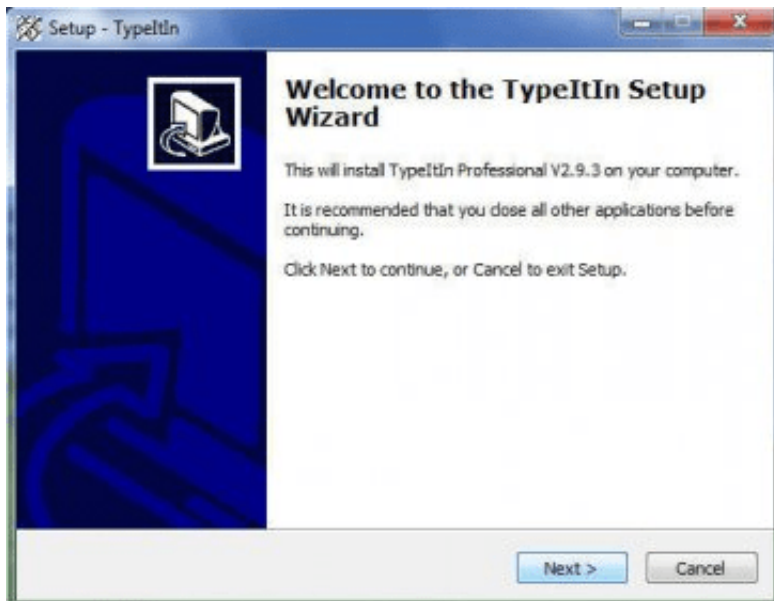 Setup - TypeItIn
Welcome to the TypeItIn Setup
Wizard
This will install TypeItIn Professional V2.9.3 on your computer.
It is recommended that you close all other applications before
continuing.
Click Next to continue, or Cancel to exit Setup.
Next >
Cancel